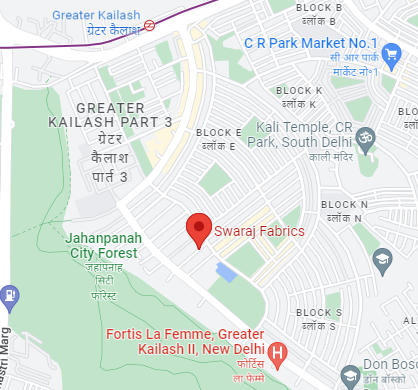 BLOCK B
ब्लॉक B
Greater Kailash
ग्रेटर कैलाश
C R Park Market No.1
सी आर पार्क
मार्केट नो॰1
GREATER
KAILASH PART 3
ग्रेटर
कैलाश
पार्ट 3
BLOCK K
ब्लॉक K
BLOCK E
ब्लॉक E
Kali Temple, CR
Park, South Delhi
काली मंदिर
BLOCK N
ब्लॉक N
Swaraj Fabrics
Jahanpanah
City Forest
जहाँपनाह
सिटी
फॉरेस्ट
BLOCK S
ब्लॉक S
Fortis La Femme, Greater
Kailash II, New Delhi
फोर्टिस
ला फेम्मे
Don Bosco
डॉन बॉस्को